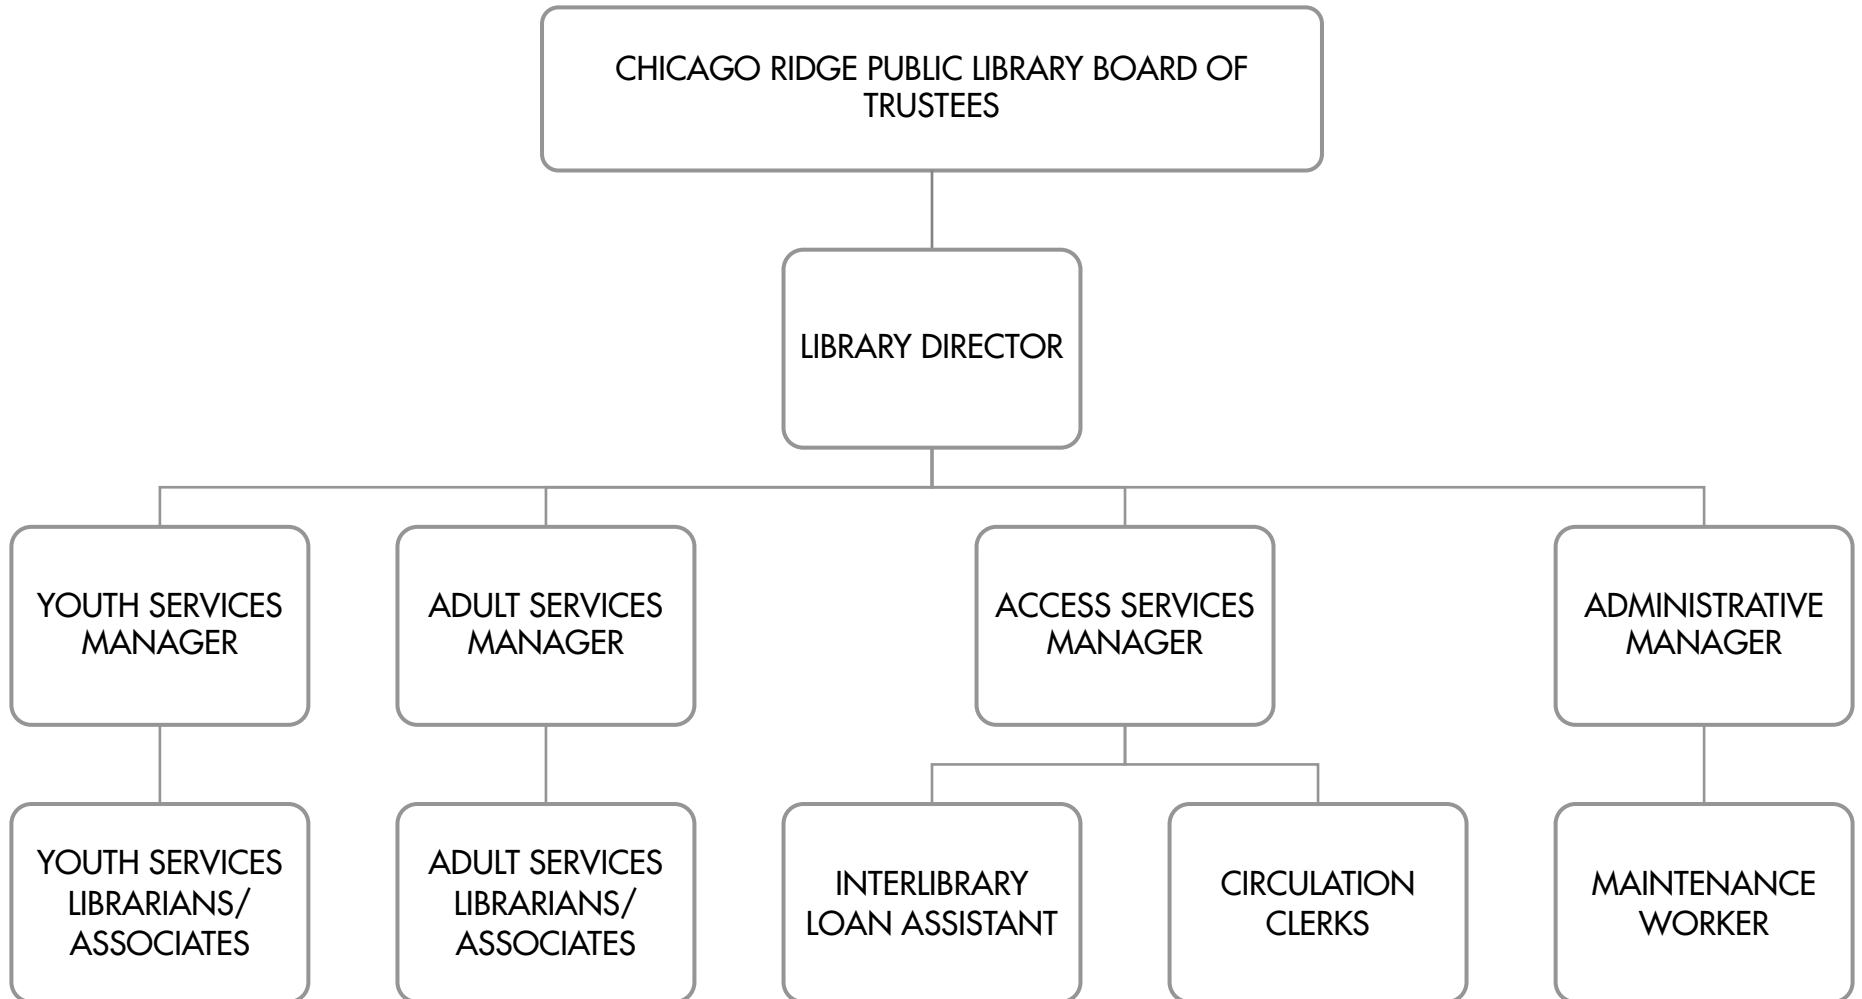 CHICAGO RIDGE PUBLIC LIBRARY BOARD OF
TRUSTEES
LIBRARY DIRECTOR
YOUTH SERVICES
MANAGER
ADULT SERVICES
MANAGER
ACCESS SERVICES
MANAGER
ADMINISTRATIVE
MANAGER
YOUTH SERVICES
LIBRARIANS/
ASSOCIATES
ADULT SERVICES
LIBRARIANS/
ASSOCIATES
INTERLIBRARY
LOAN ASSISTANT
CIRCULATION
CLERKS
MAINTENANCE
WORKER